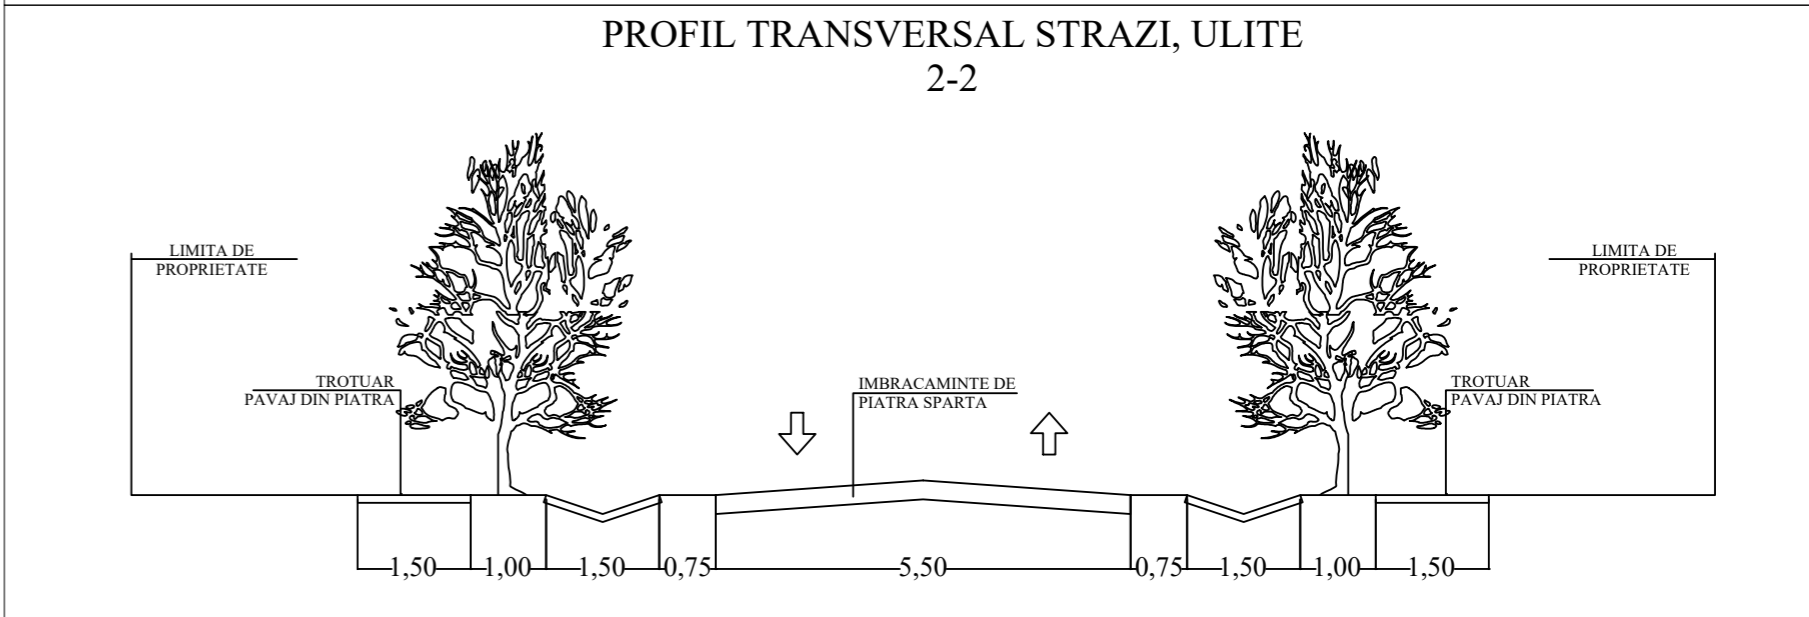 PROFIL TRANSVERSAL STRAZI, ULITE
2-2
LIMITA DE
PROPRIETATE
LIMITA DE
PROPRIETATE
TROTUAR
PAVAJ DIN PIATRA
IMBRACAMINTE DE
PIATRA SPARTA
TROTUAR
PAVAJ DIN PIATRA
1,50 1,00 1,50 0,75 5,50 0,75 1,50 1,00 1,50